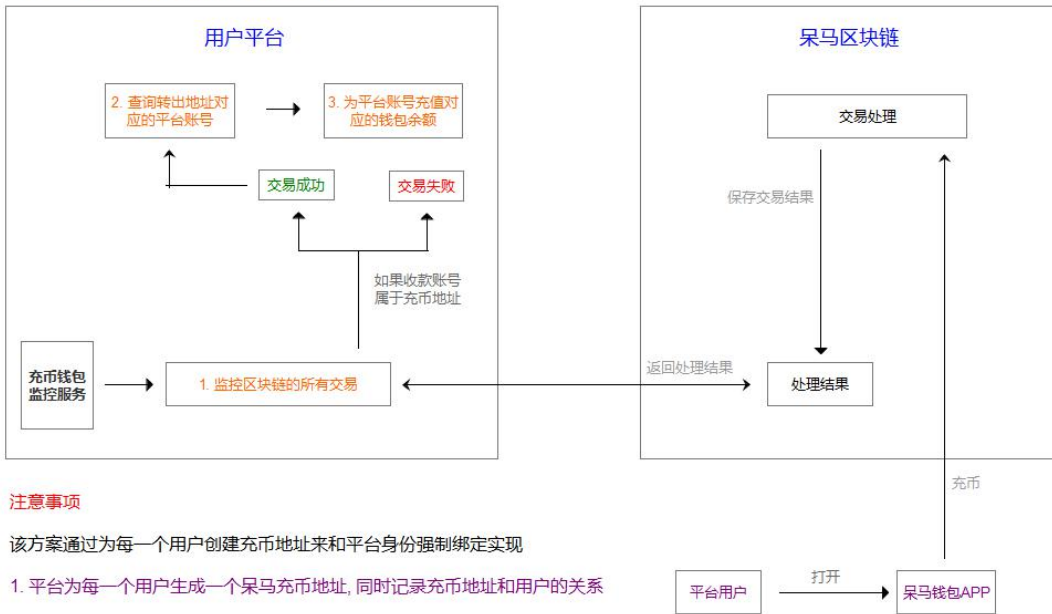 用户平台
呆马区块链
2. 查询转出地址对
应的平台账号
3. 为平台账号充值对
应的钱包余额
交易处理
交易成功
交易失败
保存交易结果
如果收款账号
属于充币地址
充币钱包
监控服务
1. 监控区块链的所有交易
返回处理结果
处理结果
注意事项
充币
该方案通过为每一个用户创建充币地址来和平台身份强制绑定实现
1. 平台为每一个用户生成一个呆马充币地址, 同时记录充币地址和用户的关系
平台用户
打开
呆马钱包APP